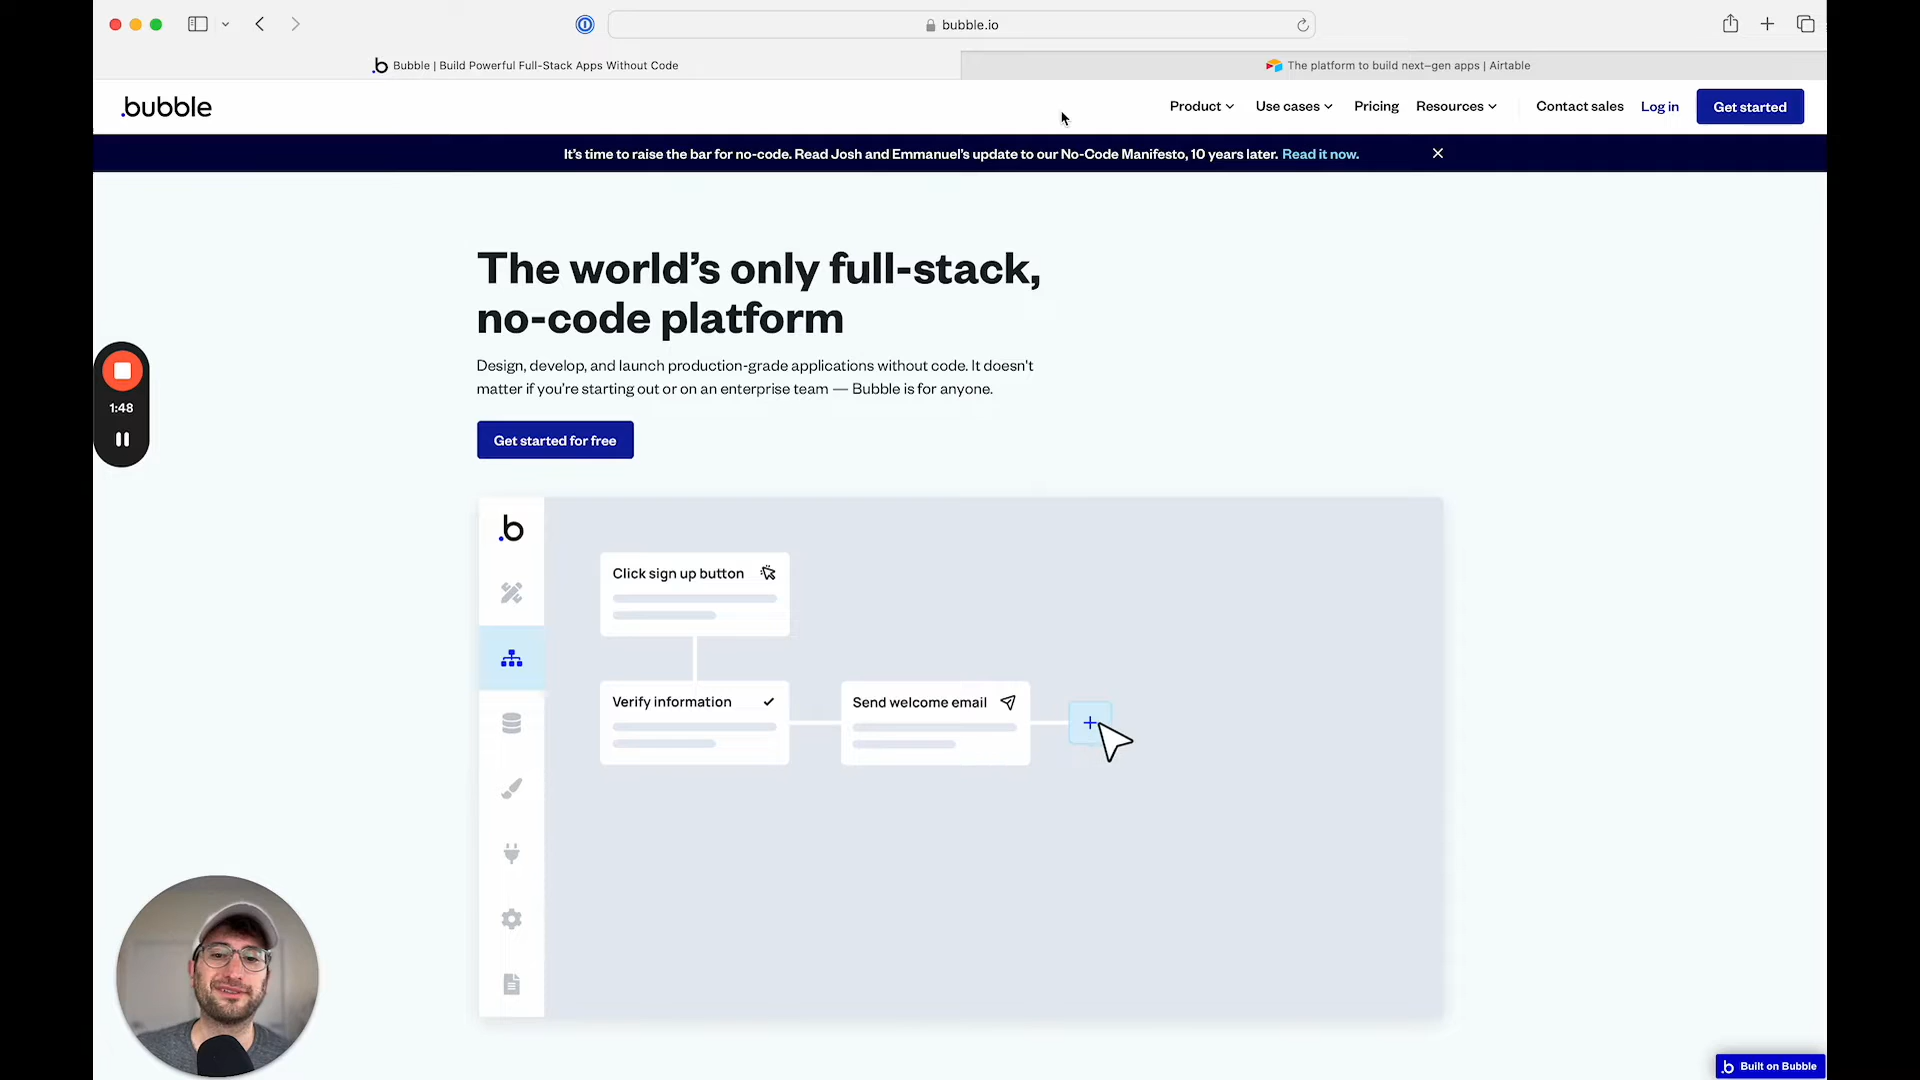 bubble.io
Bubble | Build Powerful Full-Stack Apps Without Code
The platform to build next-gen apps | Airtable
.bubble
Product
Use cases
Pricing
Resources
Contact sales
Log in
Get started
It's time to raise the bar for no-code. Read Josh and Emmanuel's update to our No-Code Manifesto, 10 years later. Read it now.
The world's only full-stack,
no-code platform
Design, develop, and launch production-grade applications without code. It doesn't
matter if you're starting out or on an enterprise team — Bubble is for anyone.
1:48
Get started for free
.b
Click sign up button
Verify information
Send welcome email
.b Built on Bubble